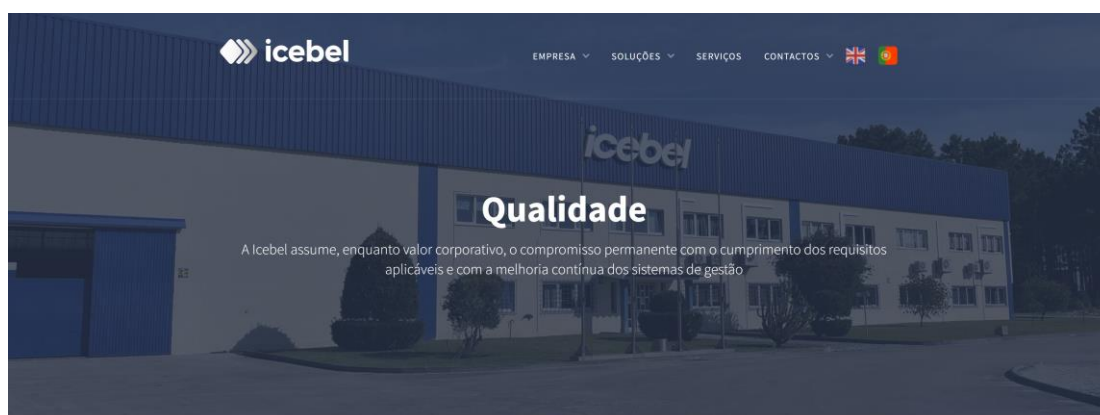 icebel
EMPRESA
SOLUÇÕES
SERVIÇOS
CONTACTOS
icebel
Qualidade
A Icebel assume, enquanto valor corporativo, o compromisso permanente com o cumprimento dos requisitos
aplicáveis e com a melhoria contínua dos sistemas de gestão
23